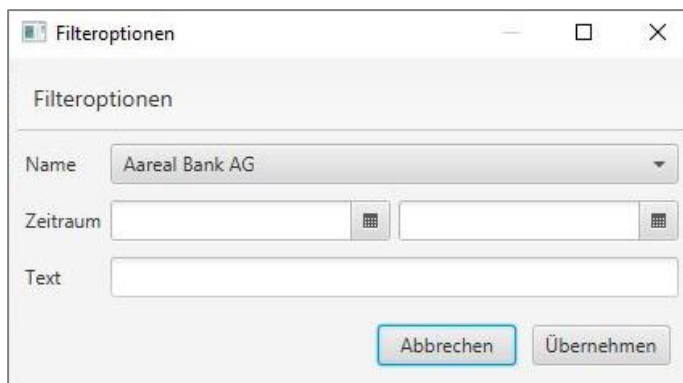 Filteroptionen
Filteroptionen
Name Aareal Bank AG
Zeitraum
Text
Abbrechen Übernehmen